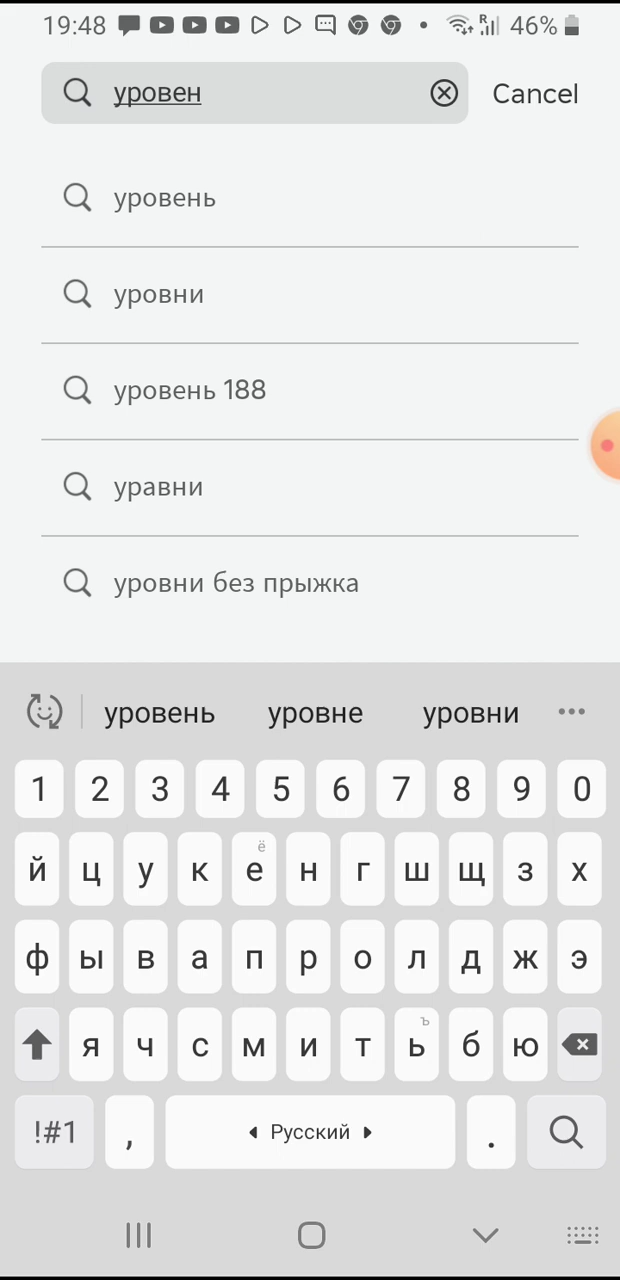 19:48 46%
уровен Cancel
уровень
уровни
уровень 188
уравни
уровни без прыжка
уровень уровне уровни
1 2 3 4 5 6 7 8 9 0
й ц у к е ё н г ш щ з х
ф ы в а п р о л д ж э
я ч с м и т ь ъ б ю
!#1 , Русский .